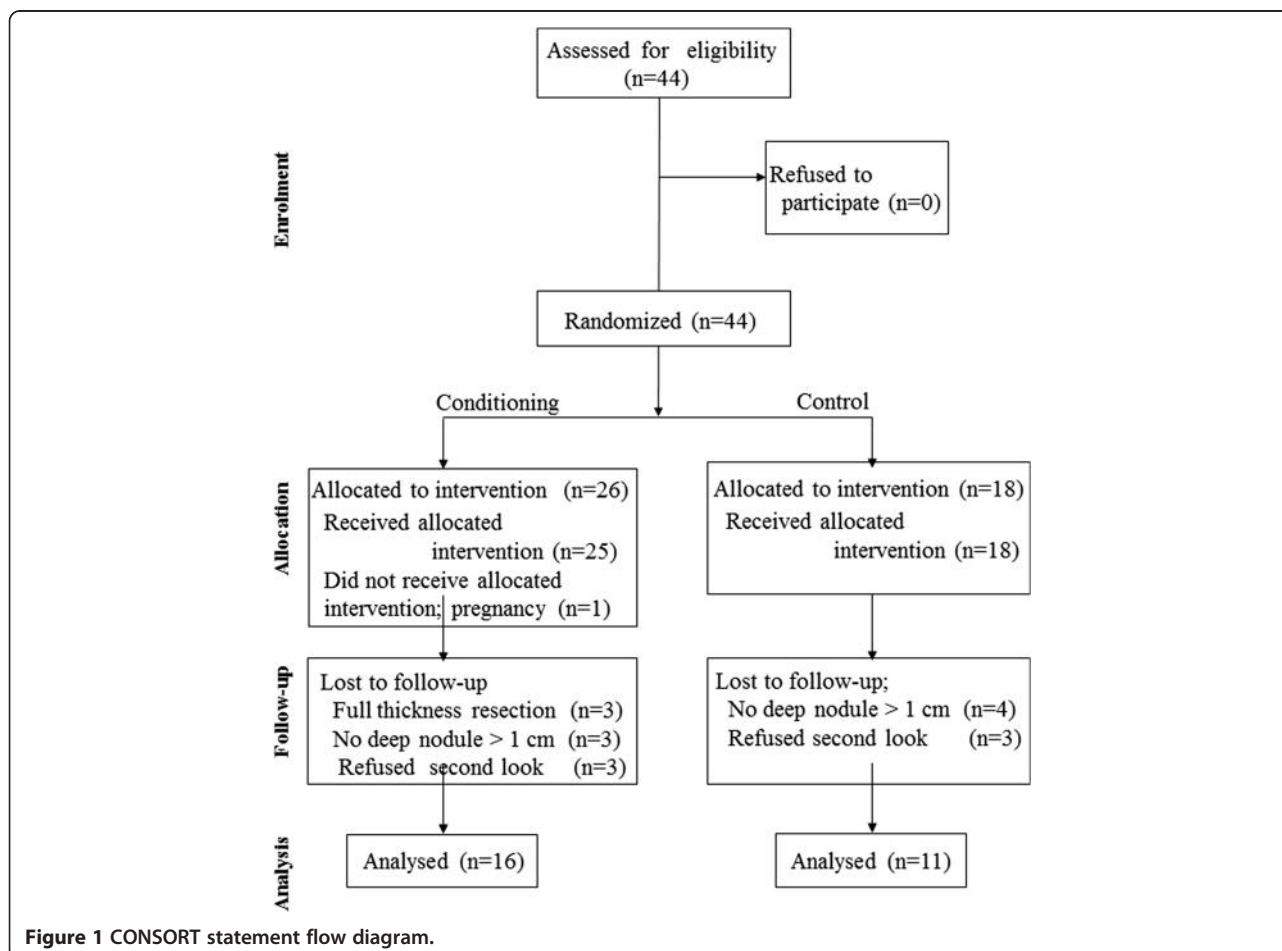 Assessed for eligibility
(n=44)
Enrolment
Refused to
participate (n=0)
Randomized (n=44)
Conditioning
Control
Allocation
Allocated to intervention (n=26)
Received allocated
intervention (n=25)
Did not receive allocated
intervention; pregnancy (n=1)
Allocated to intervention (n=18)
Received allocated
intervention (n=18)
Follow-up
Lost to follow-up
Full thickness resection (n=3)
No deep nodule > 1 cm (n=3)
Refused second look (n=3)
Lost to follow-up;
No deep nodule > 1 cm (n=4)
Refused second look (n=3)
Analysis
Analysed (n=16)
Analysed (n=11)
Figure 1 CONSORT statement flow diagram.